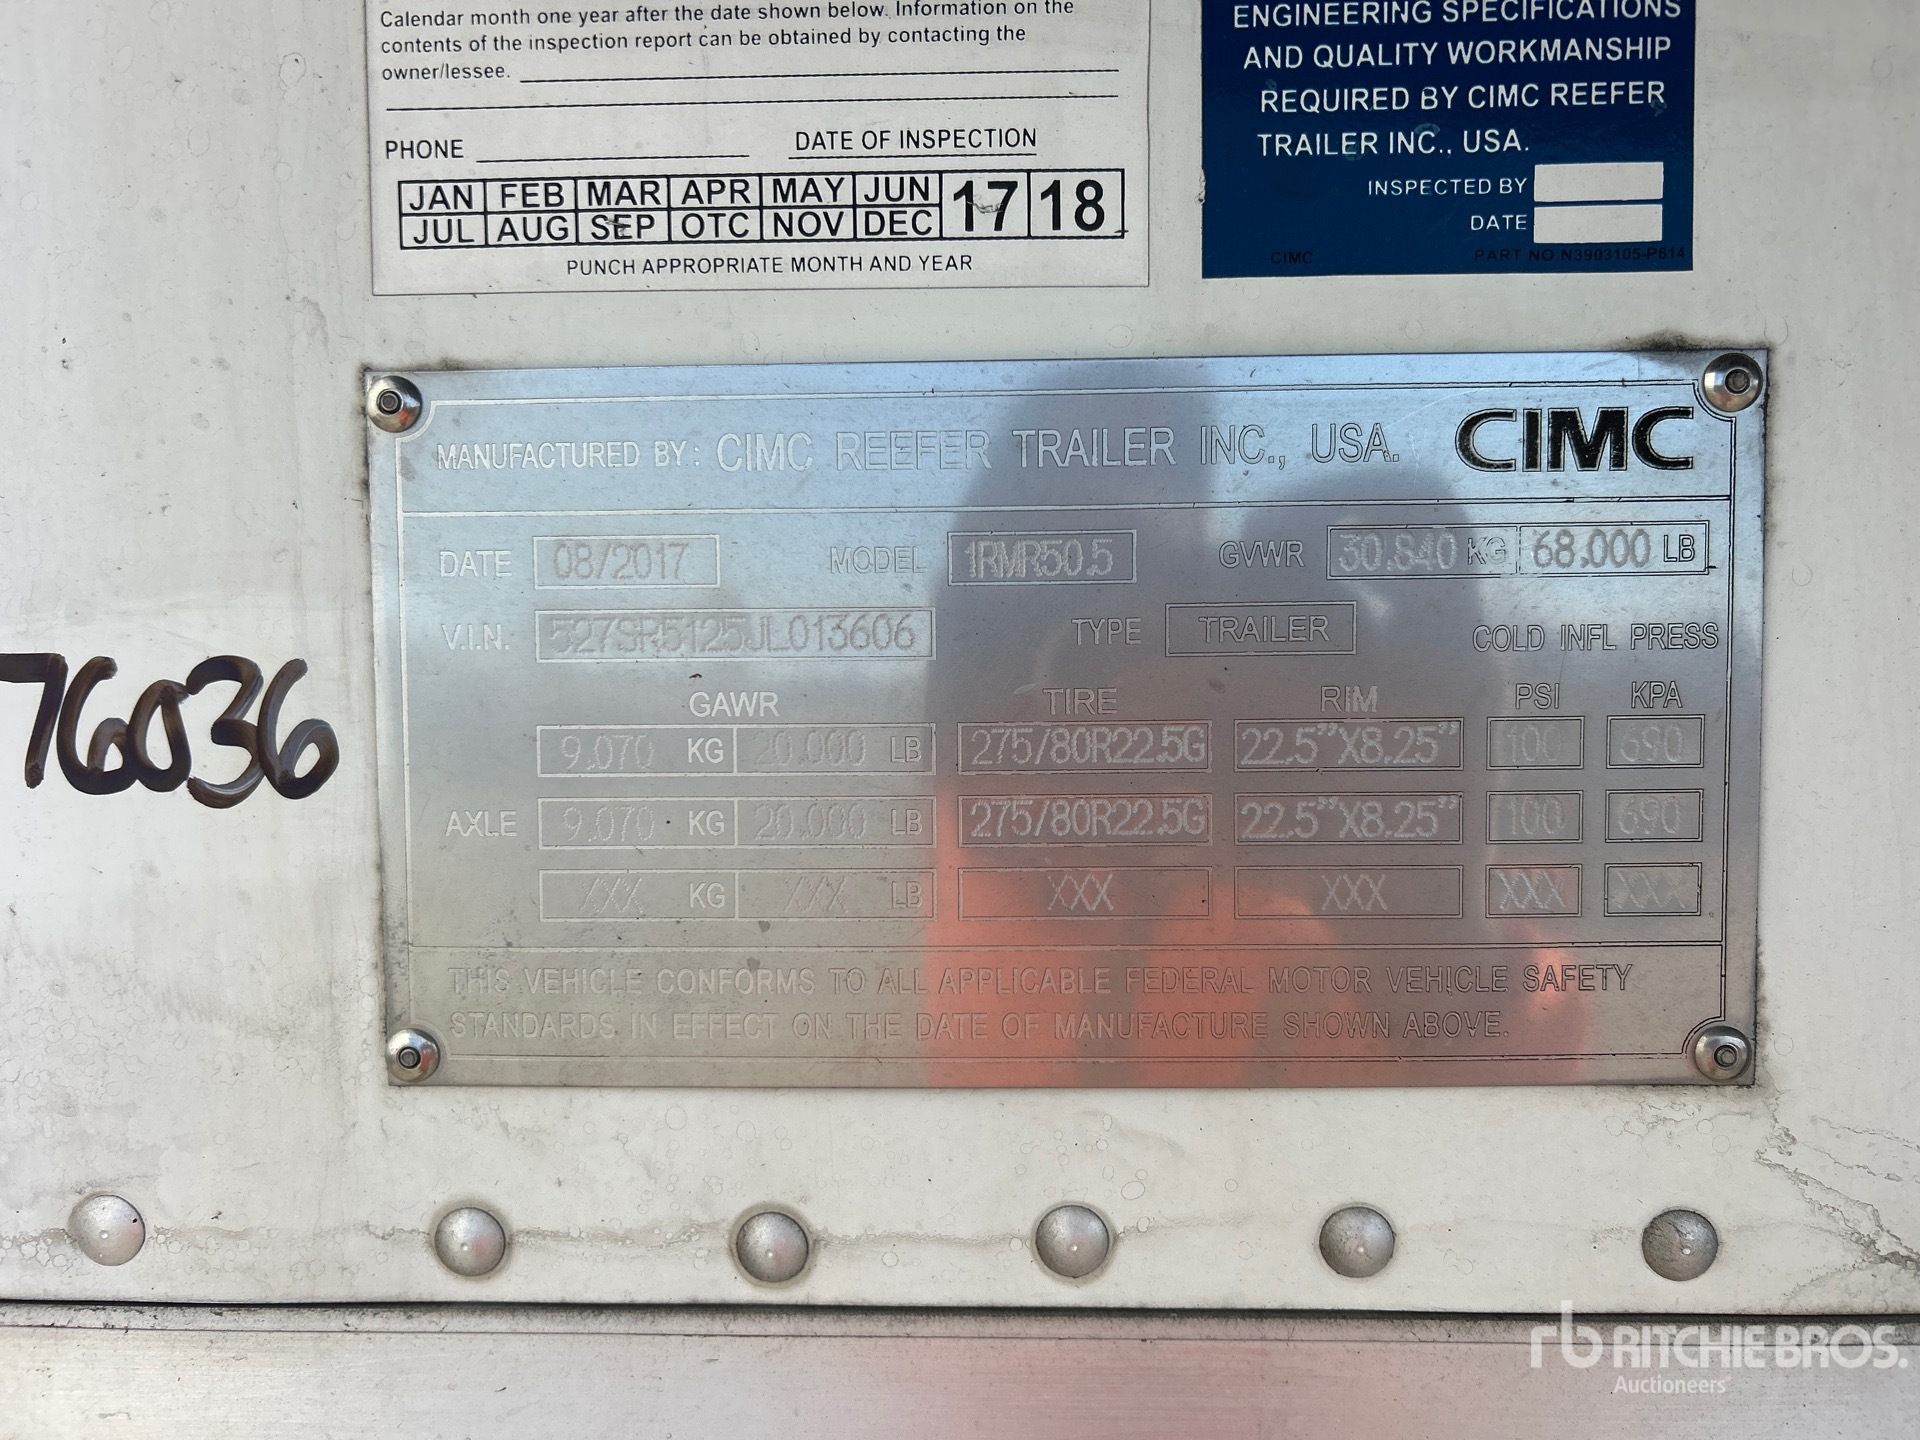 Calendar month one year after the date shown below. Information on the
contents of the inspection report can be obtained by contacting the
owner/lessee.
PHONE DATE OF INSPECTION
JAN FEB MAR APR MAY JUN 17 18
JUL AUG SEP OTC NOV DEC
PUNCH APPROPRIATE MONTH AND YEAR
ENGINEERING SPECIFICATIONS
AND QUALITY WORKMANSHIP
REQUIRED BY CIMC REEFER
TRAILER INC., USA.
INSPECTED BY
DATE
CIMC PART NO.N3903105-P614
MANUFACTURED BY: CIMC REEFER TRAILER INC., USA. CIMC
DATE 08/2017 MODEL 1RMR50.5 GVWR 30.840 KG 68.000 LB
V.I.N. 527SR5125JL013606 TYPE TRAILER COLD INFL PRESS
GAWR TIRE RIM PSI KPA
9.070 KG 20.000 LB 275/80R22.5G 22.5"X8.25" 100 690
AXLE 9.070 KG 20.000 LB 275/80R22.5G 22.5"X8.25" 100 690
XXX KG XXX LB XXX XXX XXX XXX
THIS VEHICLE CONFORMS TO ALL APPLICABLE FEDERAL MOTOR VEHICLE SAFETY
STANDARDS IN EFFECT ON THE DATE OF MANUFACTURE SHOWN ABOVE.
76036
rb RITCHIE BROS.
Auctioneers